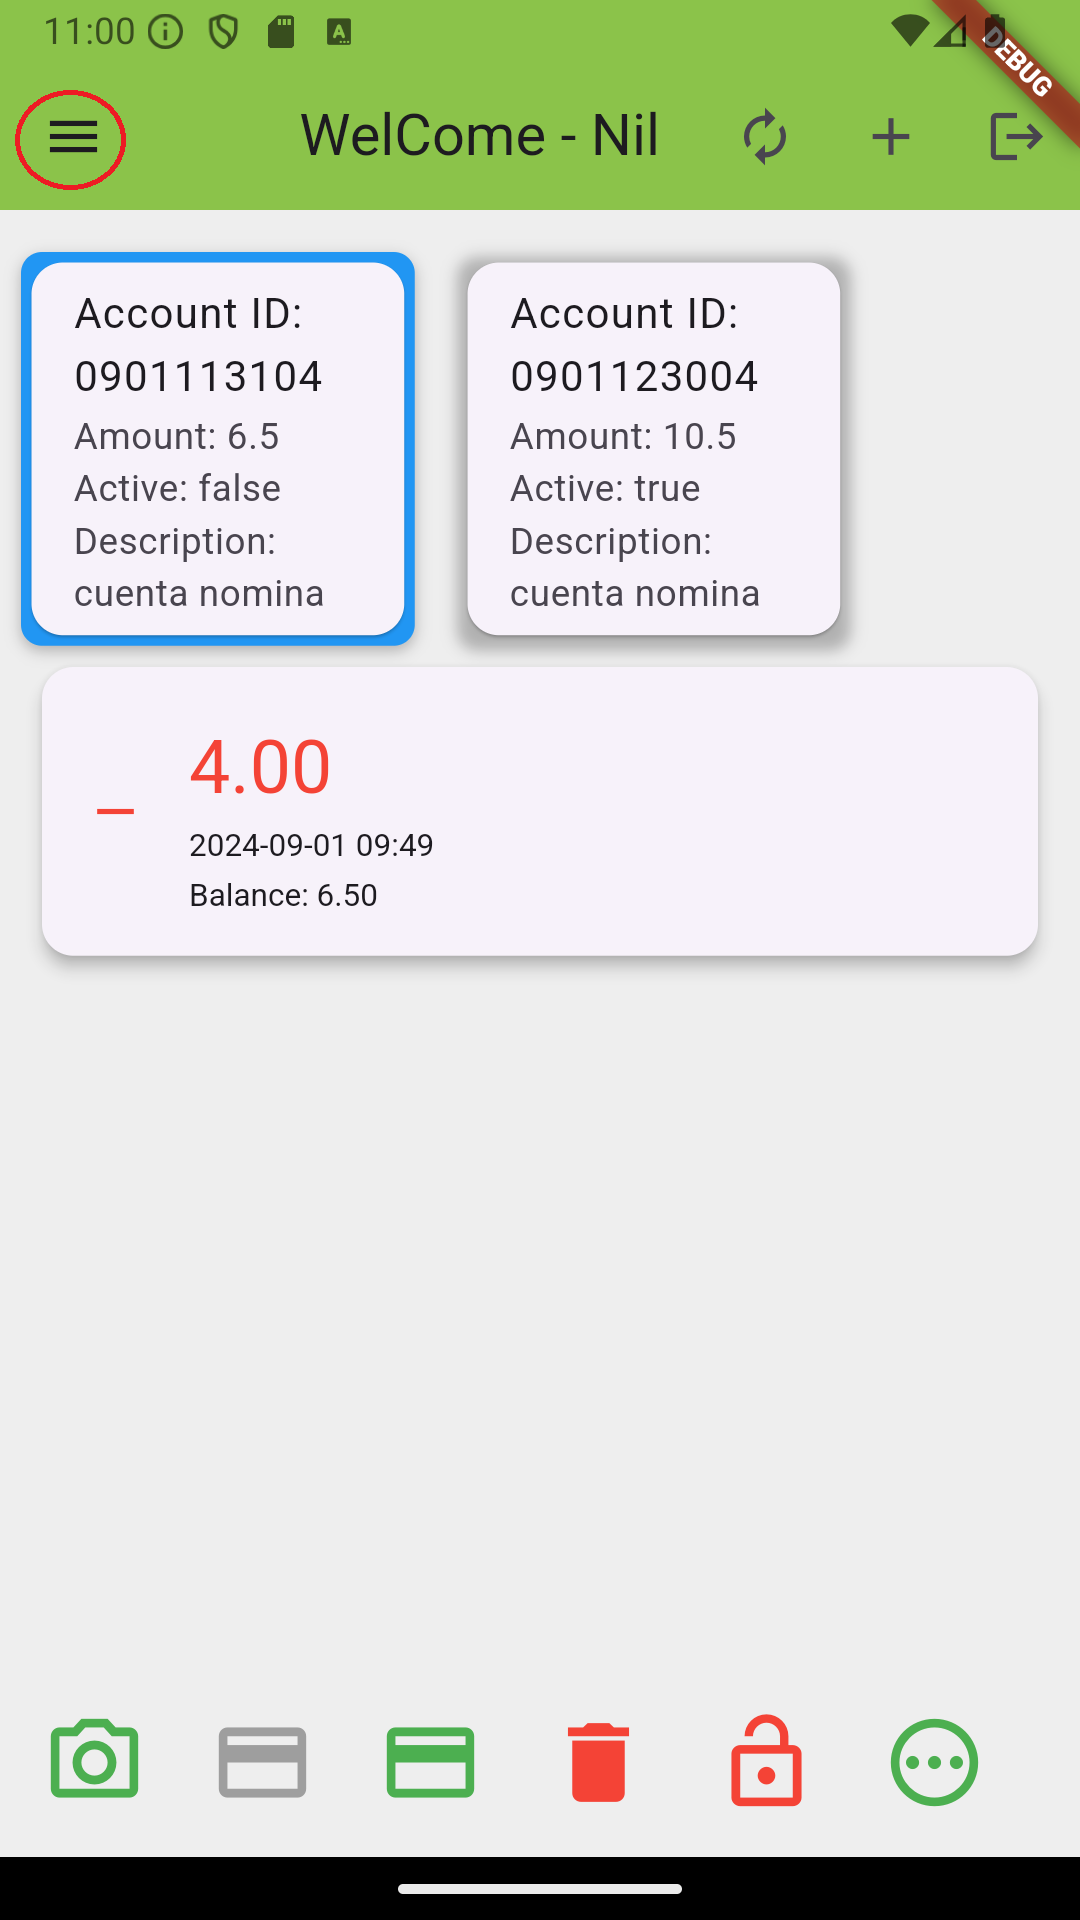 11:00
DEBUG
WelCome - Nil
Account ID:
0901113104
Amount: 6.5
Active: false
Description:
cuenta nomina
Account ID:
0901123004
Amount: 10.5
Active: true
Description:
cuenta nomina
4.00
2024-09-01 09:49
Balance: 6.50